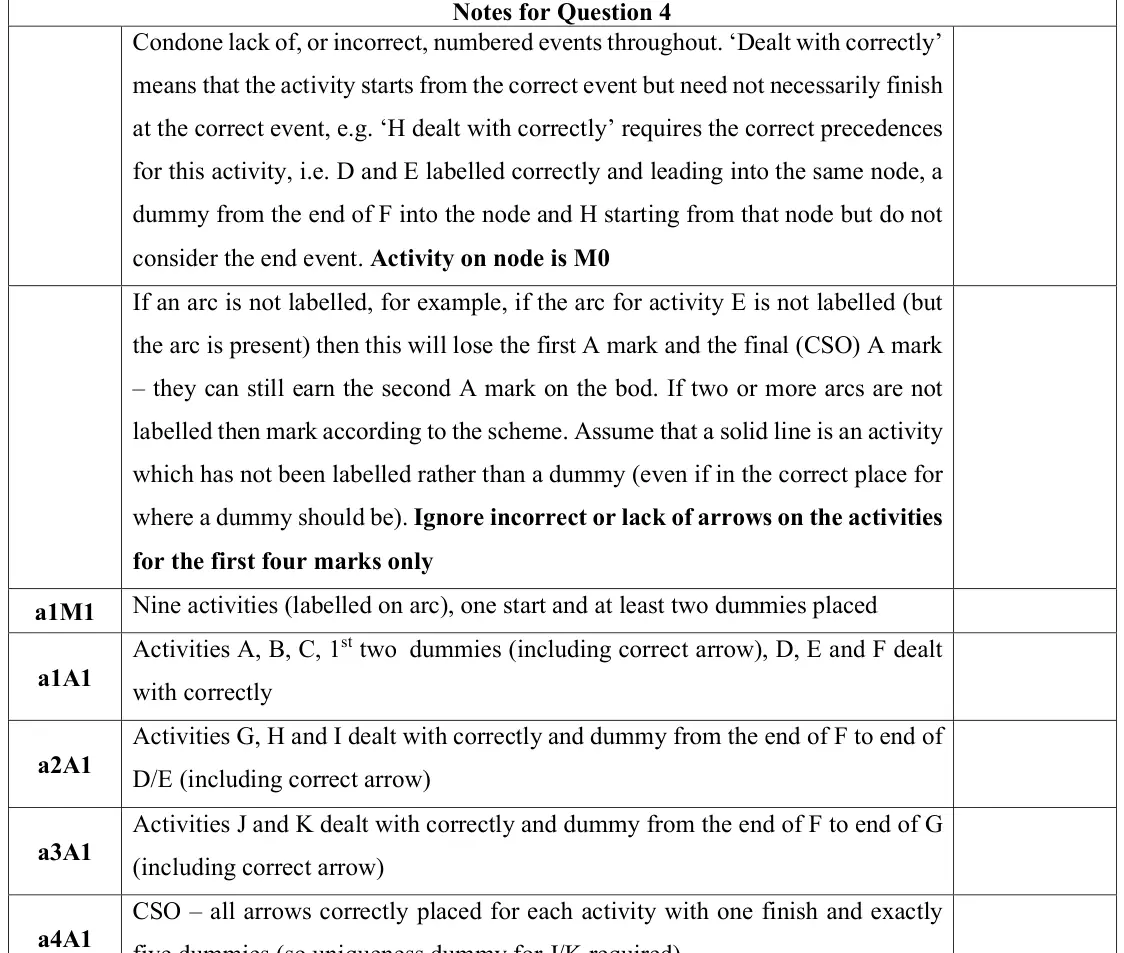 Notes for Question 4
Condone lack of, or incorrect, numbered events throughout. ‘Dealt with correctly’
means that the activity starts from the correct event but need not necessarily finish
at the correct event, e.g. ‘H dealt with correctly’ requires the correct precedences
for this activity, i.e. D and E labelled correctly and leading into the same node, a
dummy from the end of F into the node and H starting from that node but do not
consider the end event. Activity on node is M0
If an arc is not labelled, for example, if the arc for activity E is not labelled (but
the arc is present) then this will lose the first A mark and the final (CSO) A mark
– they can still earn the second A mark on the bod. If two or more arcs are not
labelled then mark according to the scheme. Assume that a solid line is an activity
which has not been labelled rather than a dummy (even if in the correct place for
where a dummy should be). Ignore incorrect or lack of arrows on the activities
for the first four marks only
a1M1
Nine activities (labelled on arc), one start and at least two dummies placed
a1A1
Activities A, B, C, 1st two dummies (including correct arrow), D, E and F dealt
with correctly
a2A1
Activities G, H and I dealt with correctly and dummy from the end of F to end of
D/E (including correct arrow)
a3A1
Activities J and K dealt with correctly and dummy from the end of F to end of G
(including correct arrow)
a4A1
CSO – all arrows correctly placed for each activity with one finish and exactly
five dummies (so uniqueness dummy for J/K required)